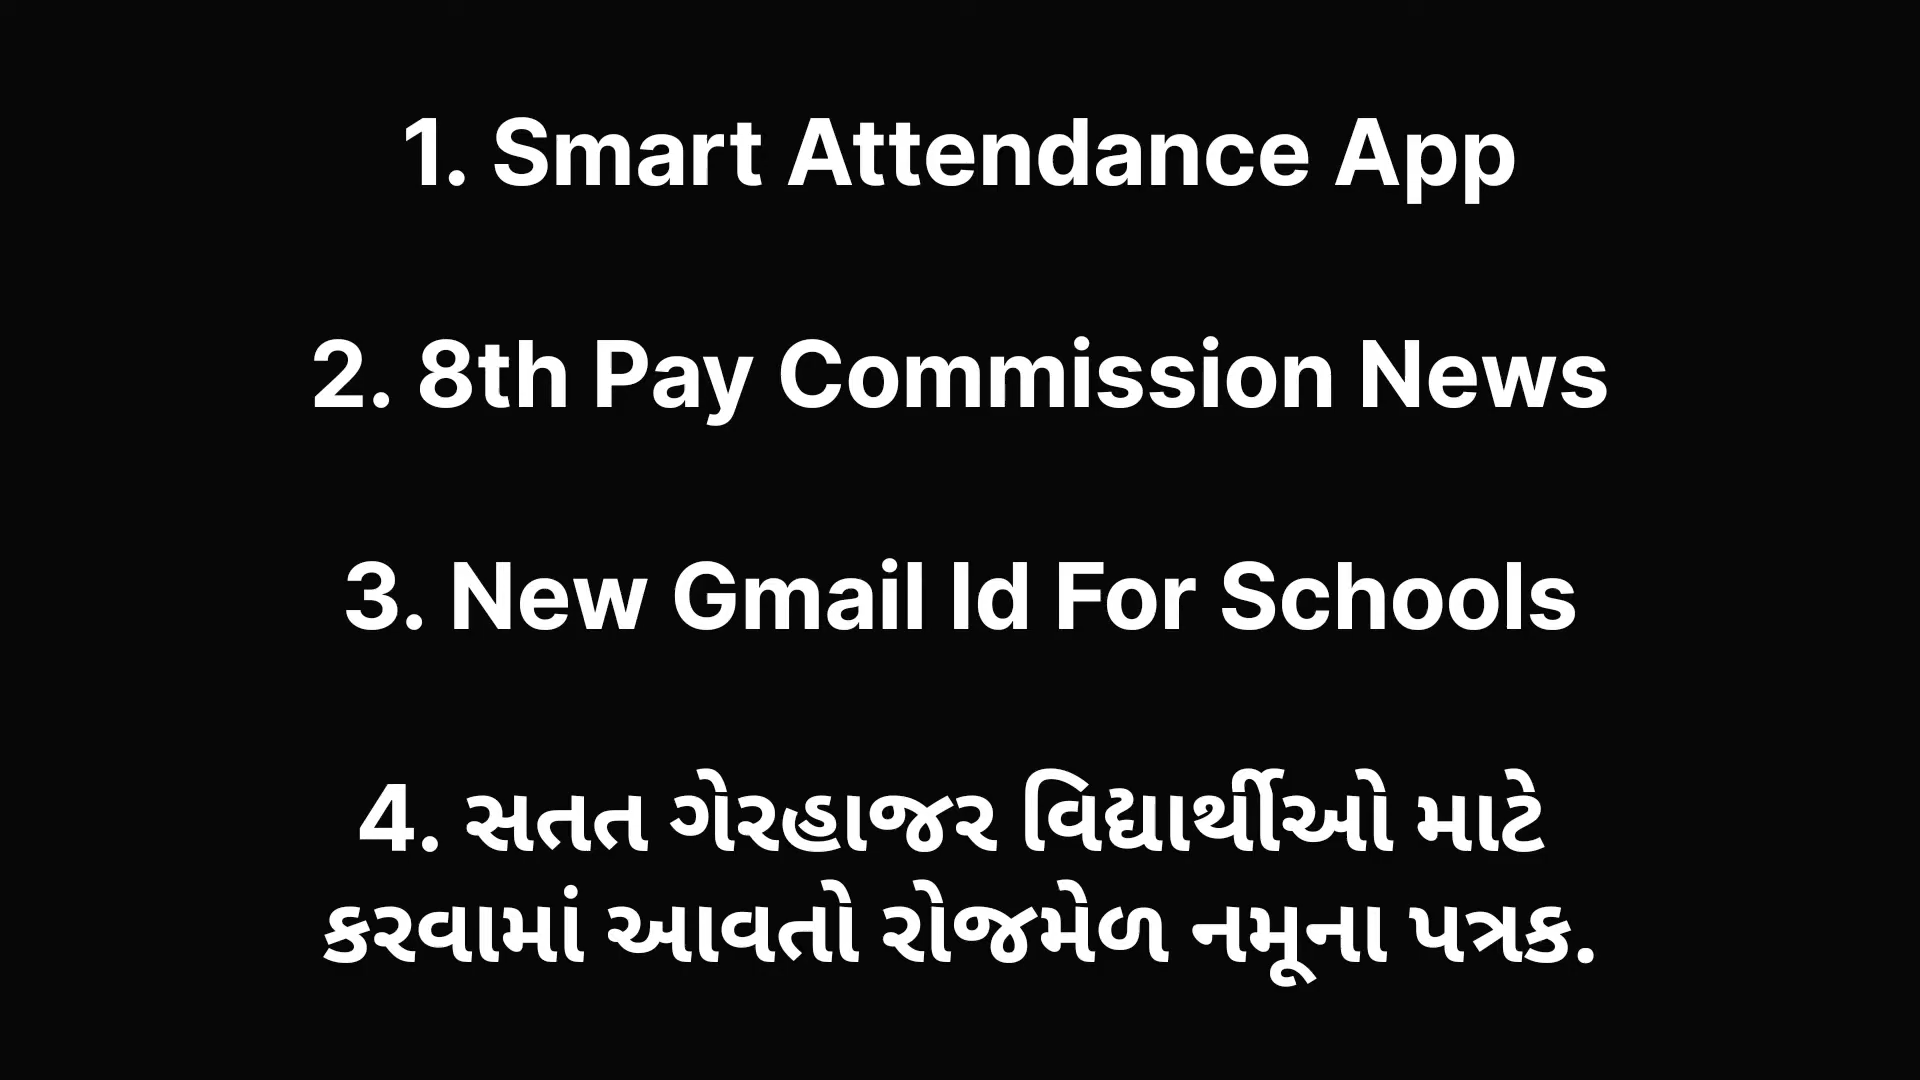 1. Smart Attendance App
2. 8th Pay Commission News
3. New Gmail Id For Schools
4. સતત ગેરહાજર વિદ્યાર્થીઓ માટે
કરવામાં આવતો રોજમેળ નમૂના પત્રક.